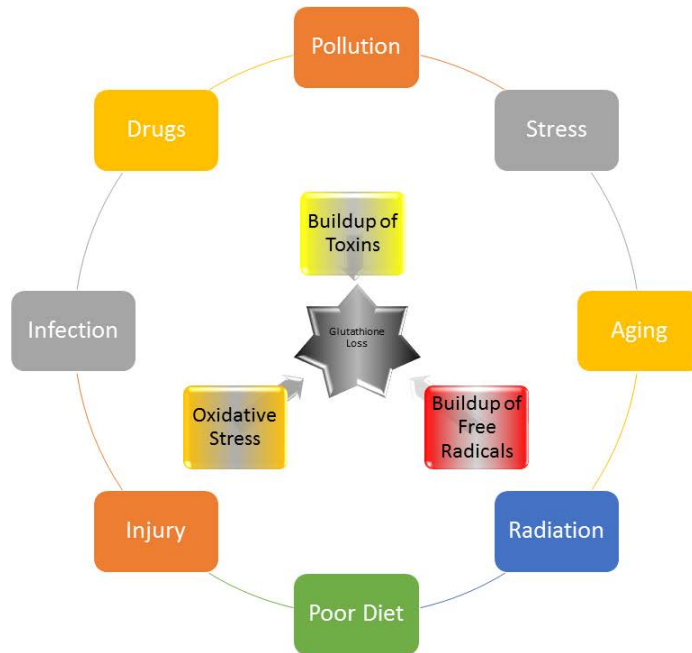 Pollution
Drugs
Stress
Buildup of
Toxins
Infection
Glutathione
Loss
Aging
Oxidative
Stress
Buildup of
Free
Radicals
Injury
Radiation
Poor Diet